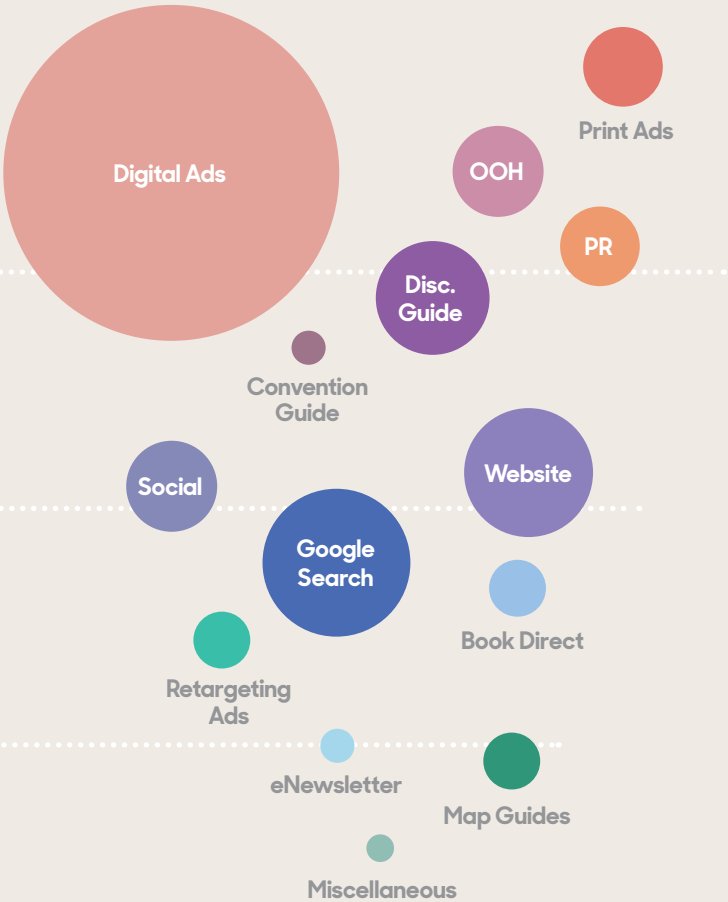 Print Ads
Digital Ads
OOH
PR
Disc.
Guide
Convention
Guide
Social
Website
Google
Search
Book Direct
Retargeting
Ads
eNewsletter
Map Guides
Miscellaneous